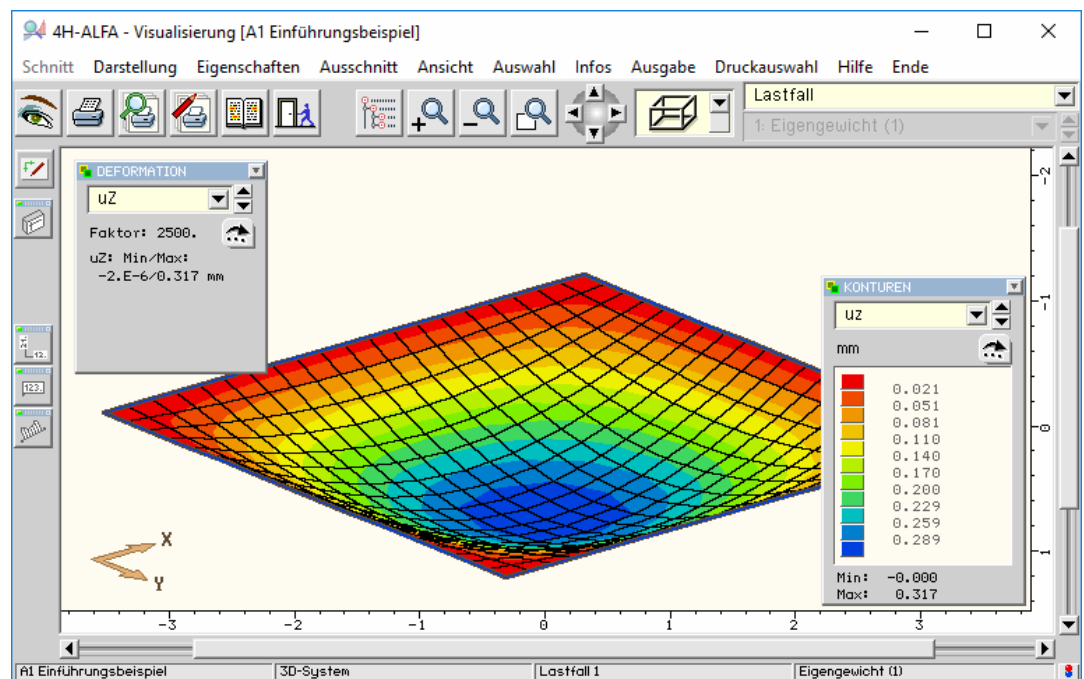 4H-ALFA - Visualisierung [A1 Einführungsbeispiel]
Schnitt Darstellung Eigenschaften Ausschnitt Ansicht Auswahl Infos Ausgabe Druckauswahl Hilfe Ende
Lastfall
1: Eigengewicht (1)
DEFORMATION
uZ
Faktor: 2500.
uZ: Min/Max:
-2.E-6/0.317 mm
KONTUREN
uz
mm
0.021
0.051
0.081
0.110
0.140
0.170
0.200
0.229
0.259
0.289
Min: -0.000
Max: 0.317
21.
12.
123.
X
Y
-2
-1
0
1
-3 -2 -1 0 1 2 3
A1 Einführungsbeispiel 3D-System Lastfall 1 Eigengewicht (1)